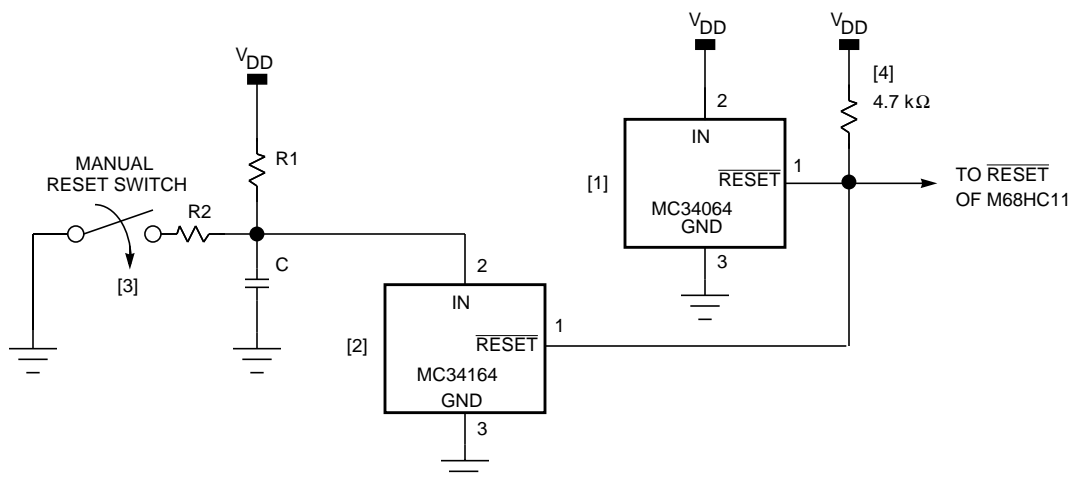 VDD
VDD
[4]
4.7 kΩ
2
IN
[1]
RESET
1
MC34064
GND
3
TO RESET
OF M68HC11
VDD
R1
MANUAL
RESET SWITCH
R2
[3]
C
2
IN
[2]
RESET
1
MC34164
GND
3